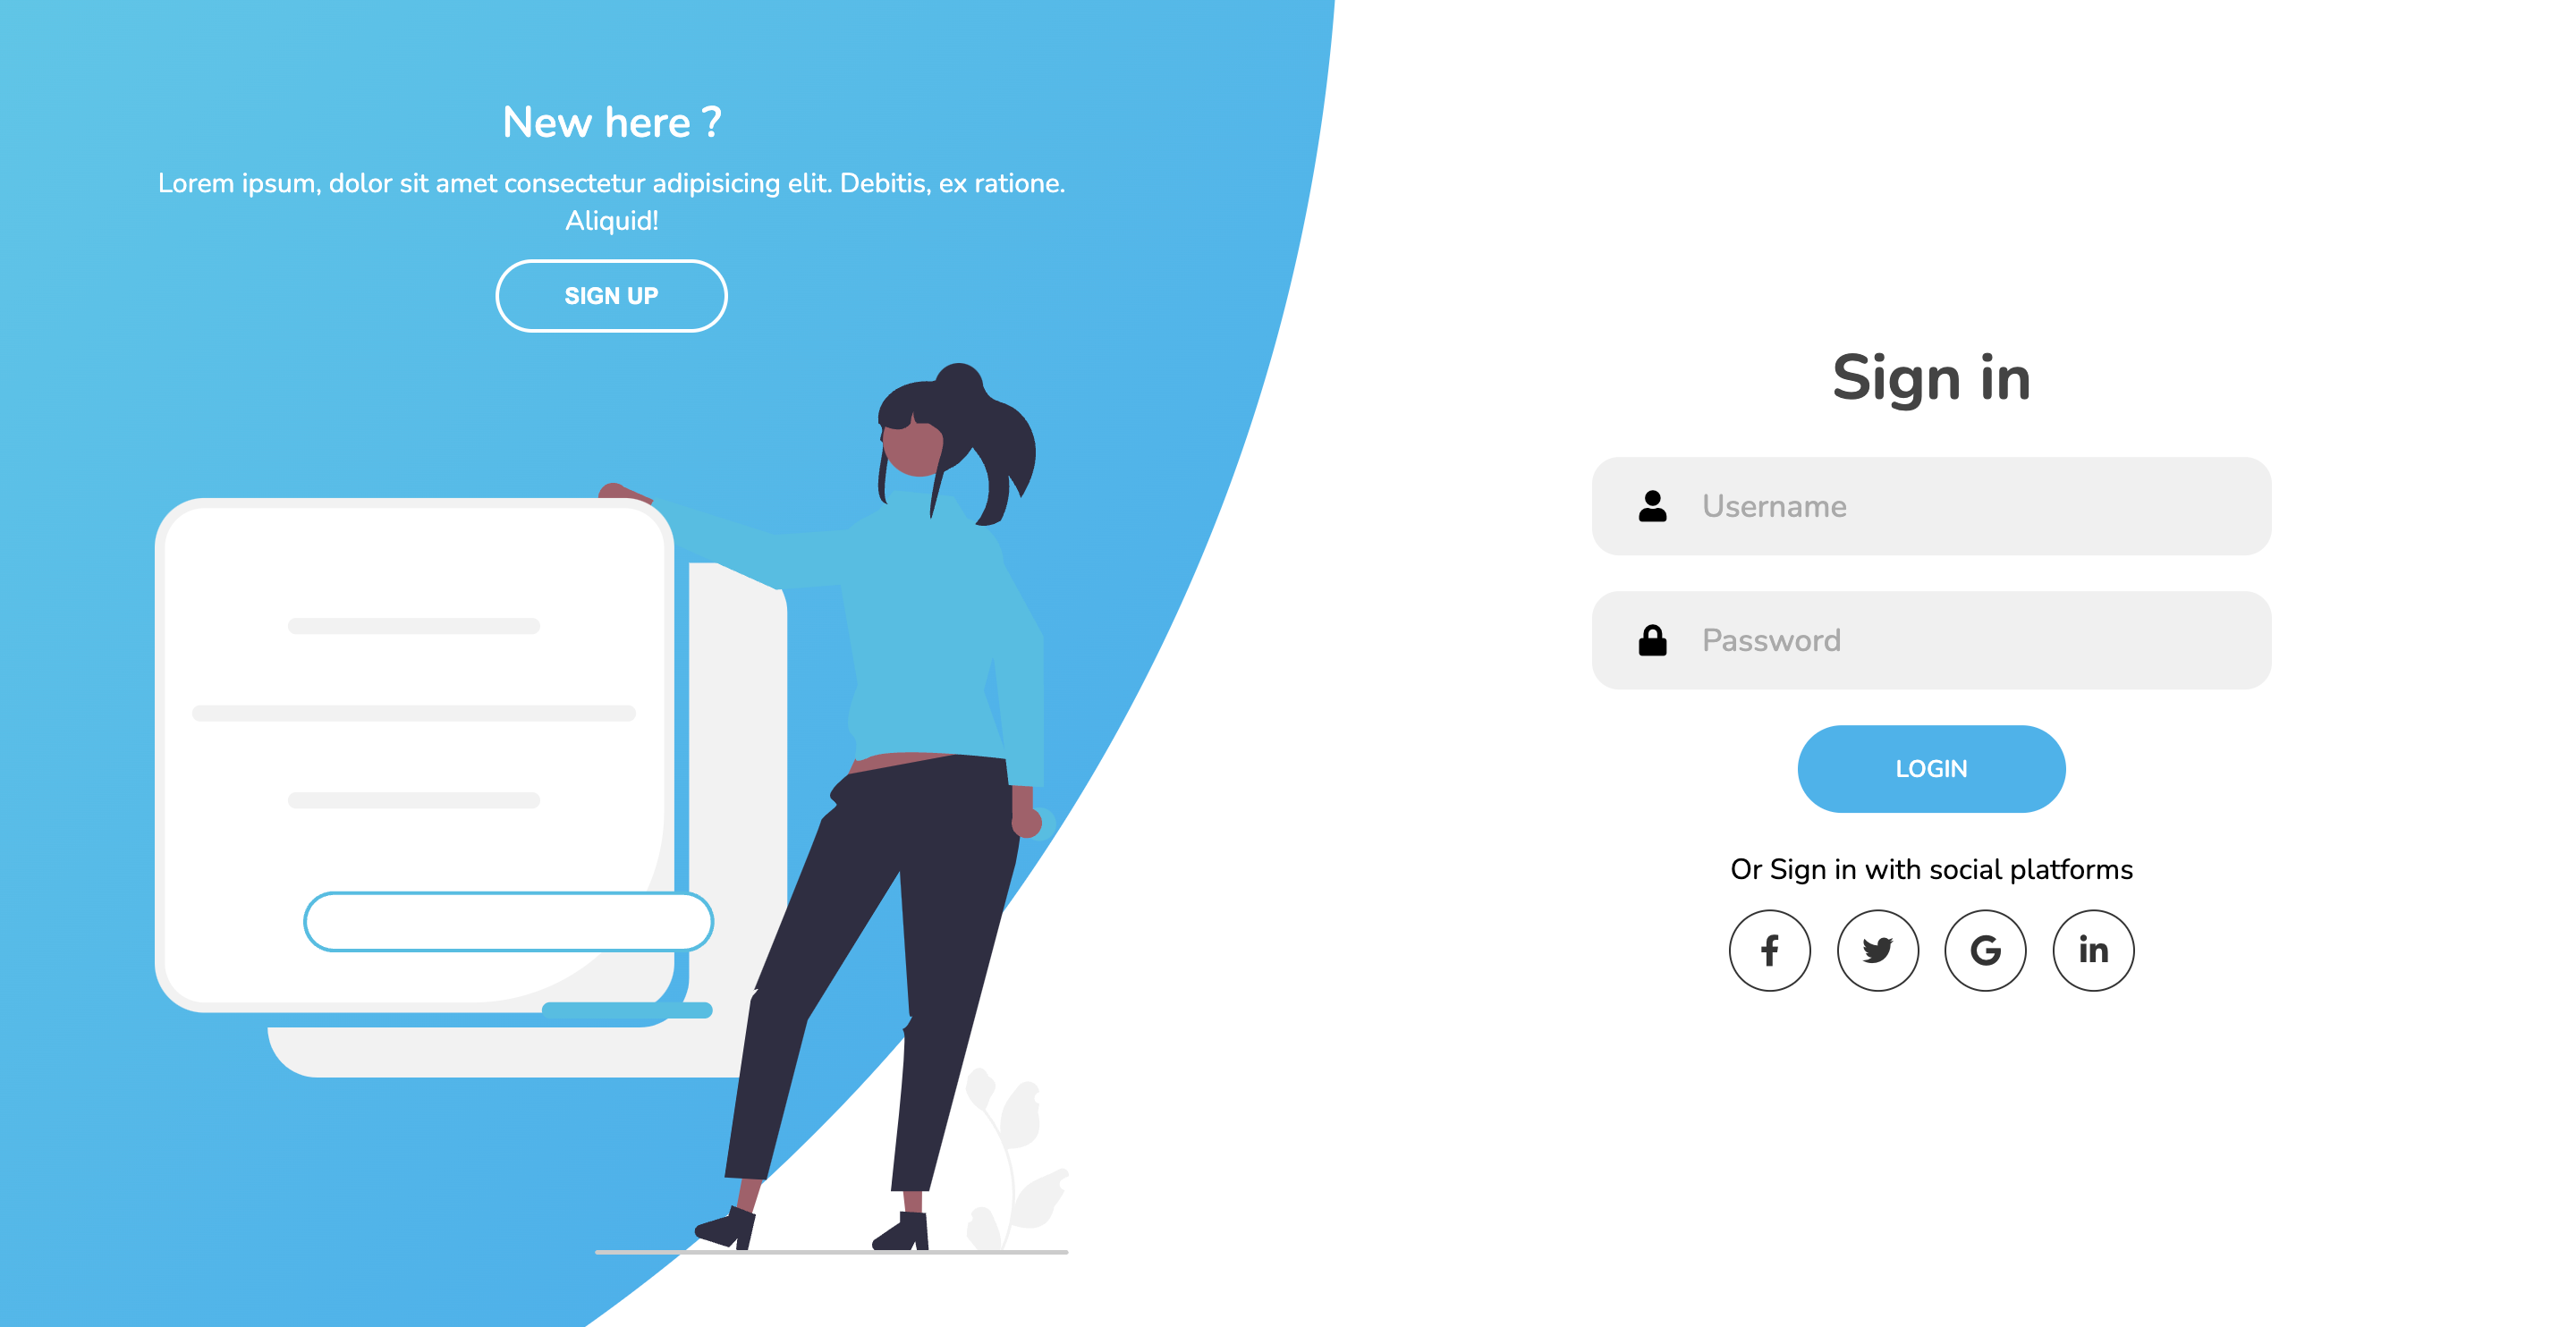 New here ?
Lorem ipsum, dolor sit amet consectetur adipisicing elit. Debitis, ex ratione.
Aliquid!
SIGN UP
Sign in
Username
Password
LOGIN
Or Sign in with social platforms